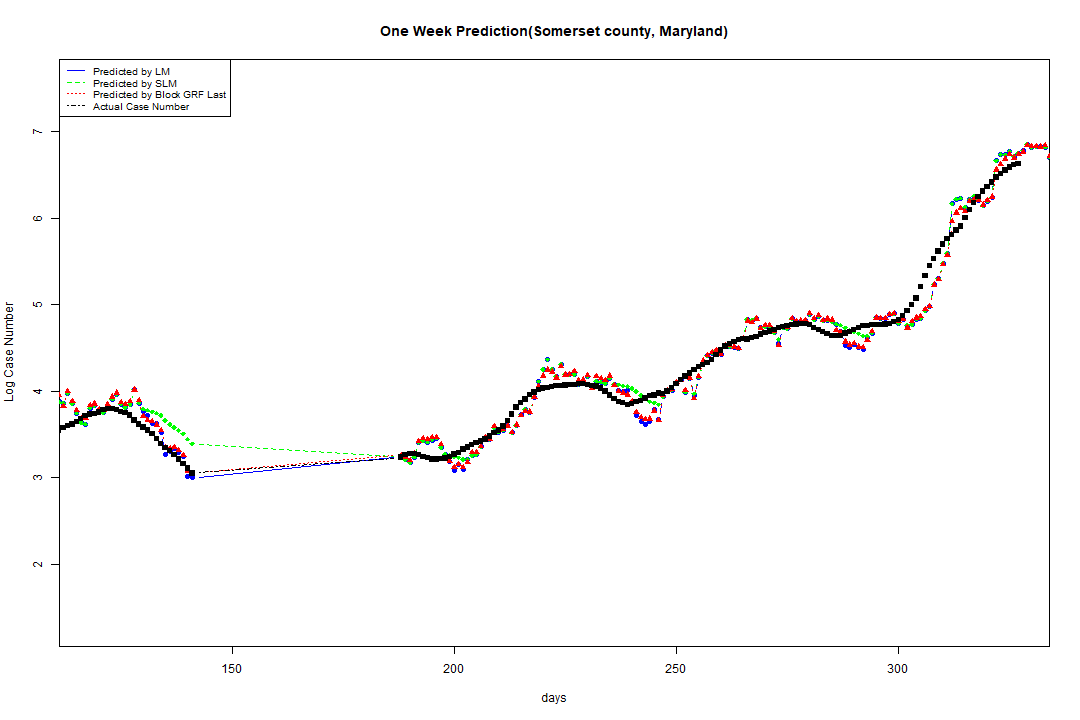 One Week Prediction(Somerset county, Maryland)
Predicted by LM
Predicted by SLM
Predicted by Block GRF Last
Actual Case Number
7
6
5
4
3
2
Log Case Number
150 200 250 300
days